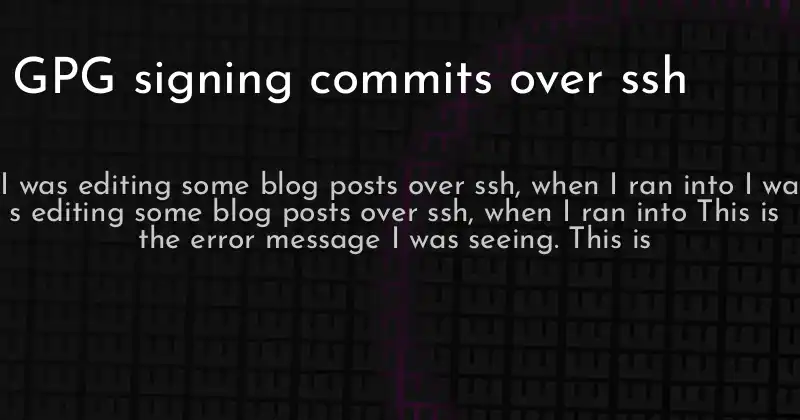 GPG signing commits over ssh
I was editing some blog posts over ssh, when I ran into I wa
s editing some blog posts over ssh, when I ran into This is
the error message I was seeing. This is